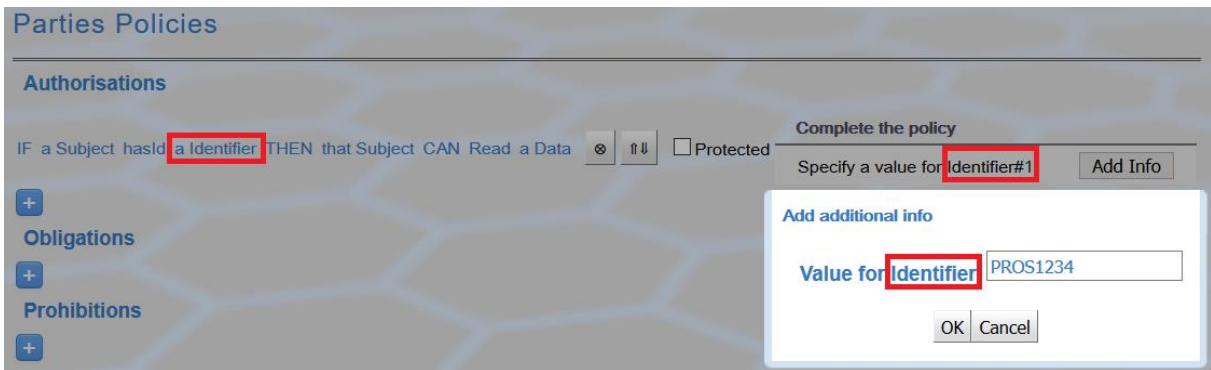 Parties Policies
Authorisations
IF a Subject hasId a Identifier THEN that Subject CAN Read a Data ⊗ ⇑⇓ Protected
Complete the policy
Specify a value for Identifier#1 Add Info
+
Obligations
+
Prohibitions
+
Add additional info
Value for Identifier PROS1234
OK Cancel